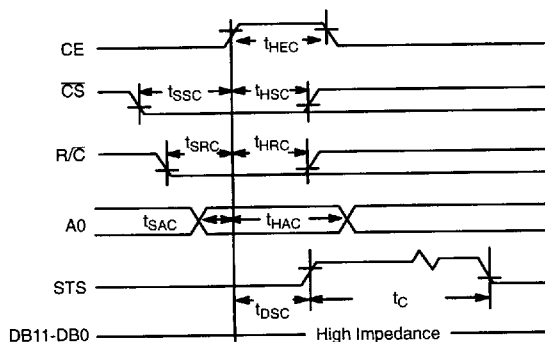 CE
tHEC
CS
tSSC
tHSC
R/C
tSRC
tHRC
A0
tSAC
tHAC
STS
tDSC
tC
DB11-DB0
High Impedance